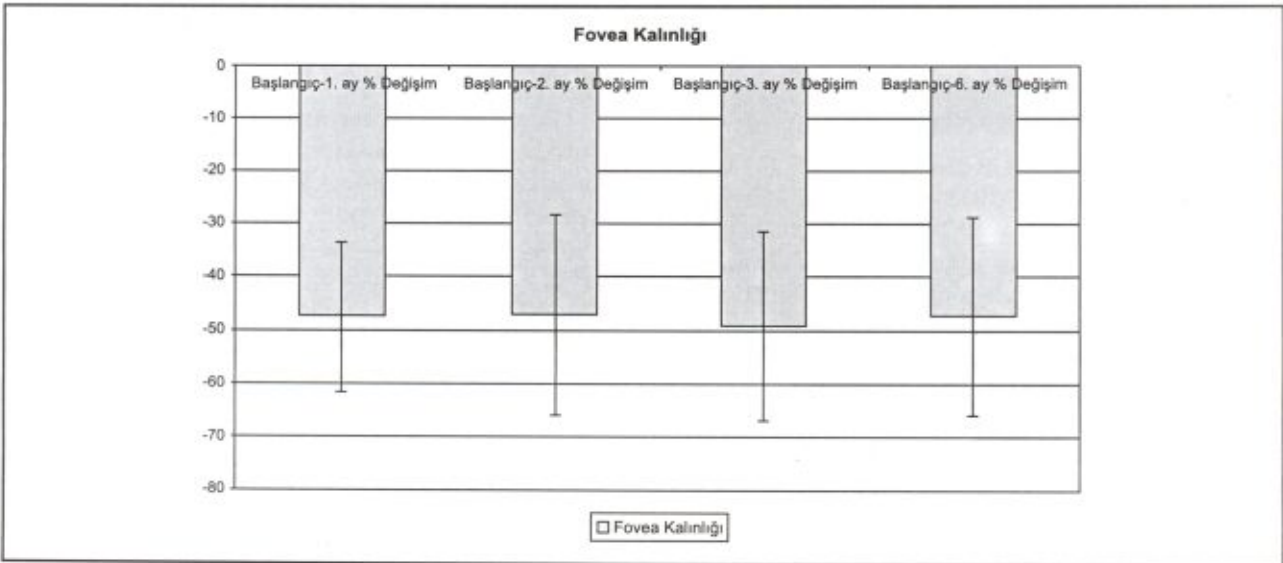 Fovea Kalınlığı
0
Başlangıç-1. ay % Değişim
Başlangıç-2. ay % Değişim
Başlangıç-3. ay % Değişim
Başlangıç-6. ay % Değişim
-10
-20
-30
-40
-50
-60
-70
-80
Fovea Kalınlığı